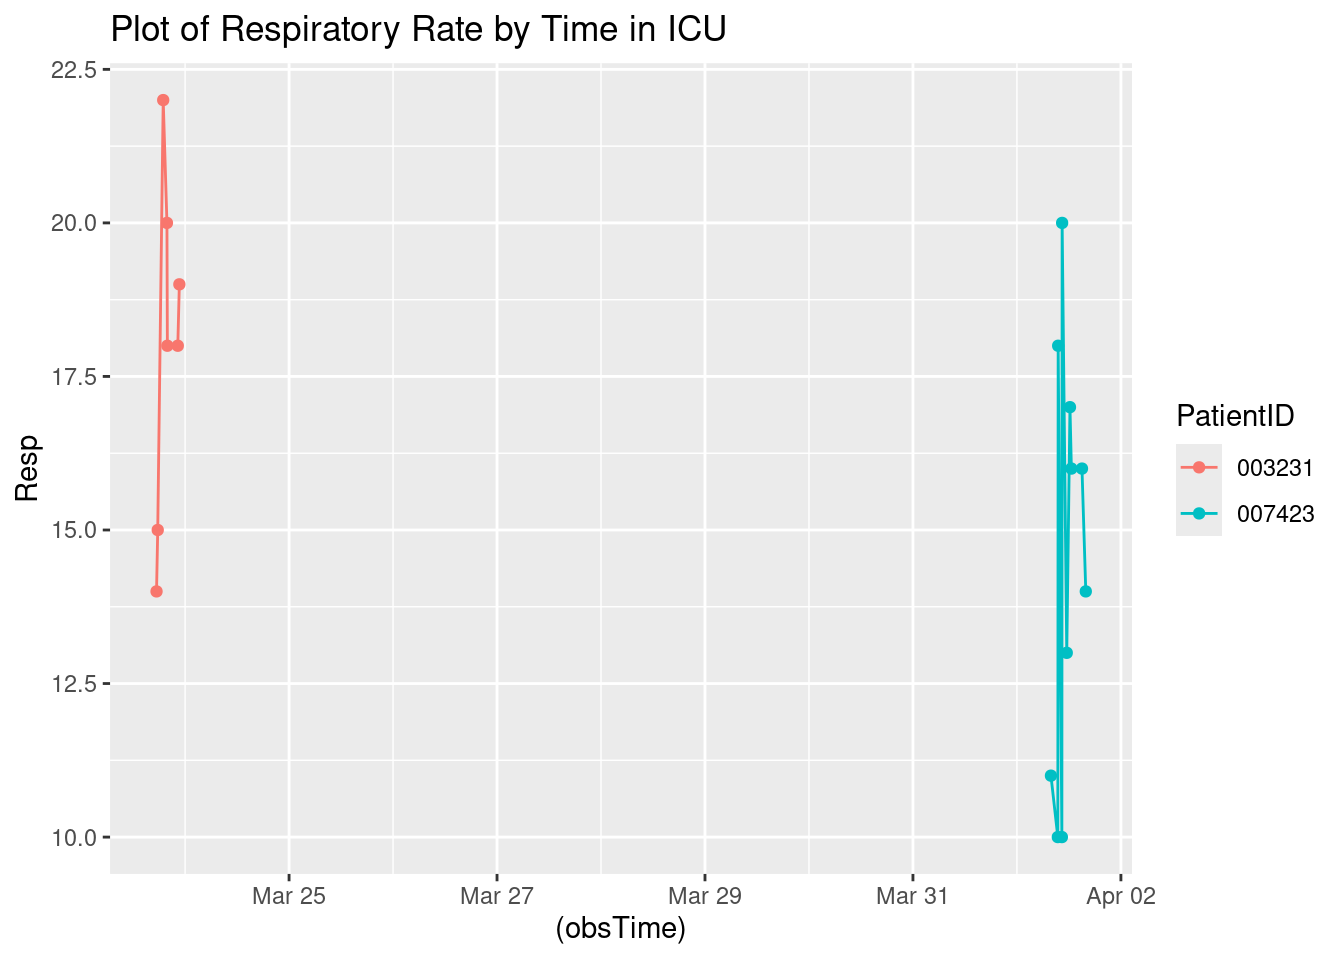 Plot of Respiratory Rate by Time in ICU
22.5
20.0
17.5
15.0
12.5
10.0
Resp
Mar 25 Mar 27 Mar 29 Mar 31 Apr 02
(obsTime)
PatientID
003231
007423